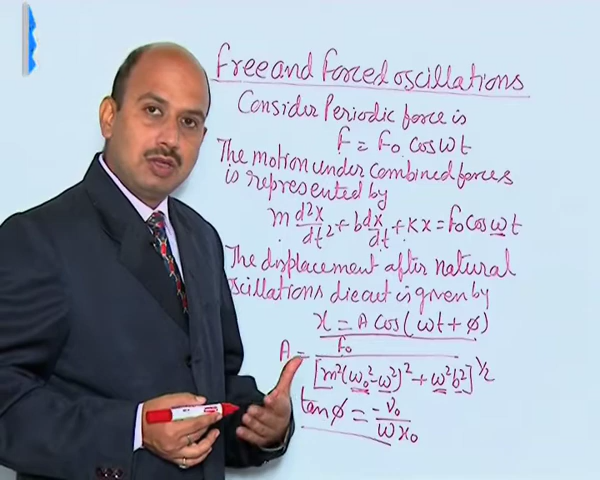 Free and Forced oscillations
Consider Periodic force is
F = F₀ cos ωt
The motion under combined forces
is represented by
m d²x/dt² + b dx/dt + kx = F₀ cos ωt
The displacement after natural
oscillations die out is given by
x = A cos(ωt + φ)
A = F₀/[m²(ω₀² - ω²)² + ω²b²]^1/2
tan φ = -v₀/ωx₀